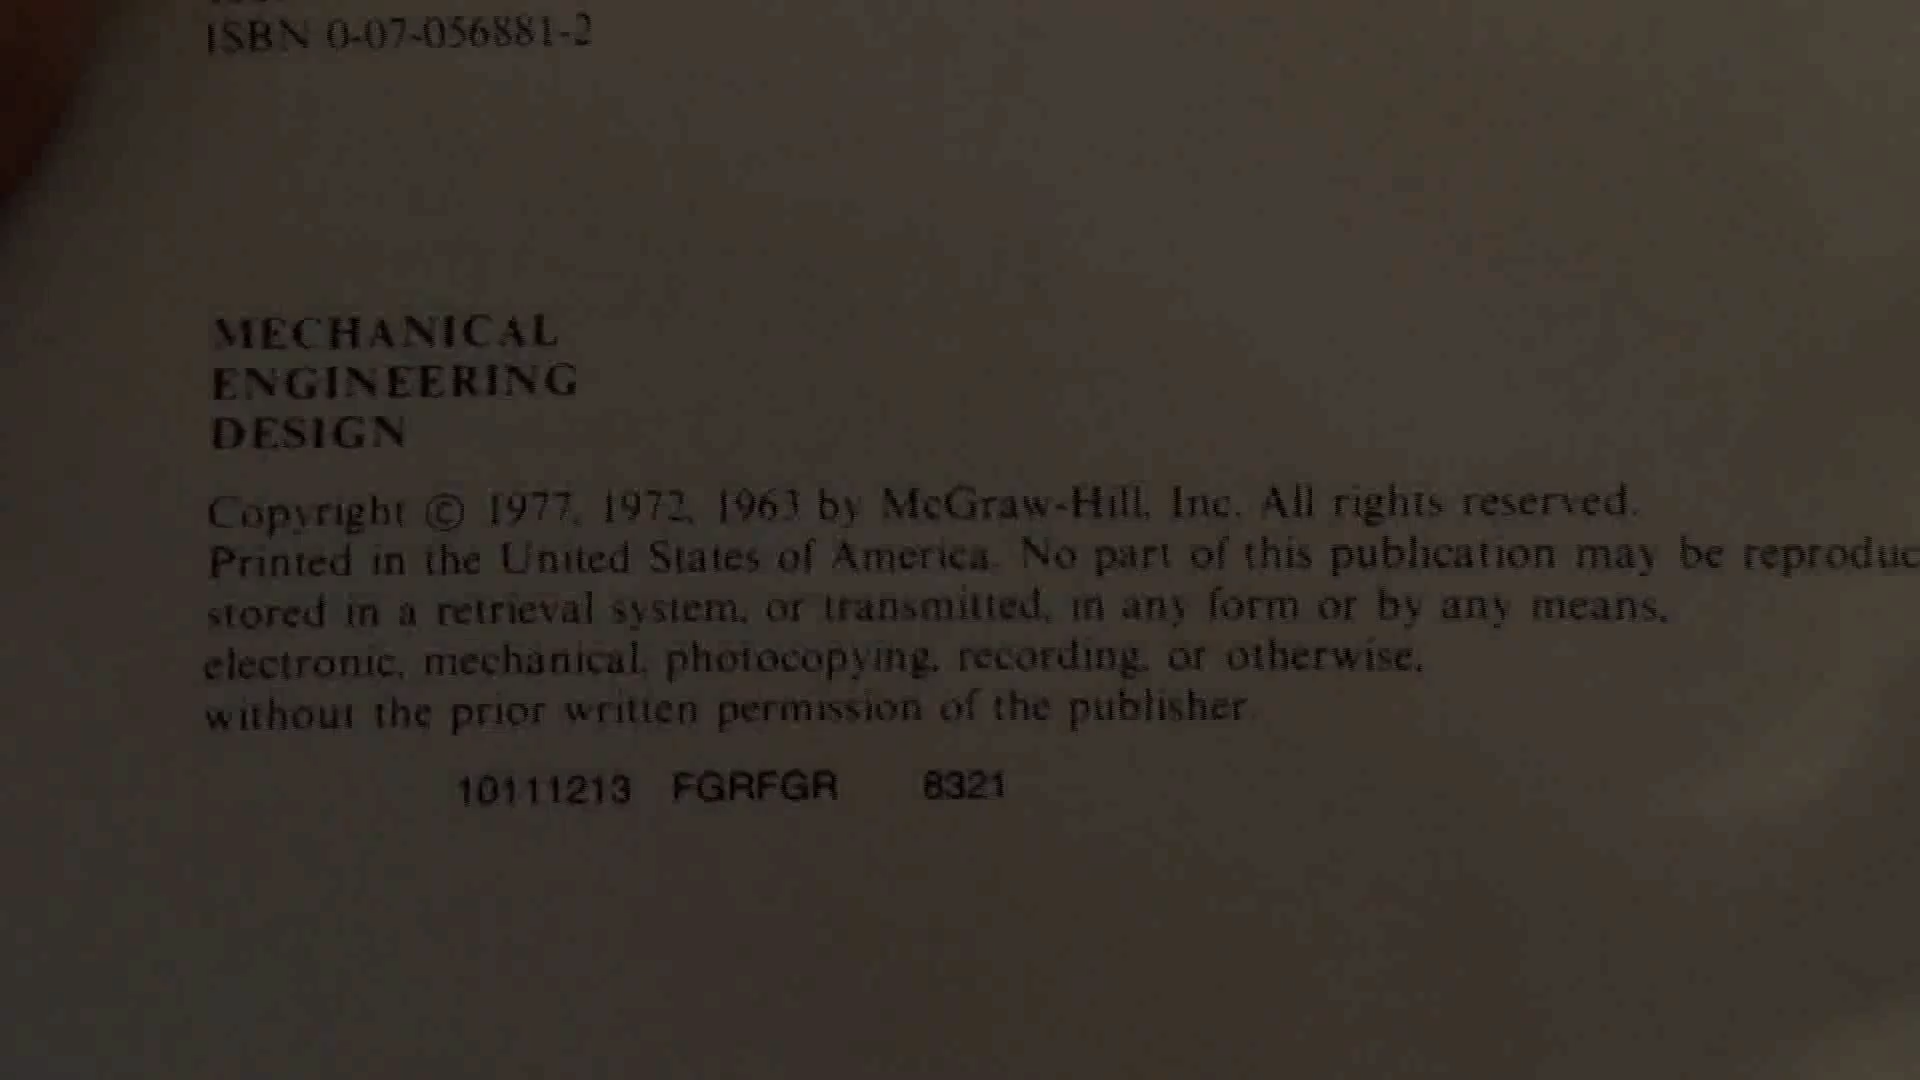 ISBN 0-07-056881-2
MECHANICAL
ENGINEERING
DESIGN
Copyright © 1977, 1972, 1963 by McGraw-Hill, Inc. All rights reserved.
Printed in the United States of America. No part of this publication may be reproduc
stored in a retrieval system, or transmitted, in any form or by any means,
electronic, mechanical, photocopying, recording, or otherwise,
without the prior written permission of the publisher.
10111213 FGRFGR 8321